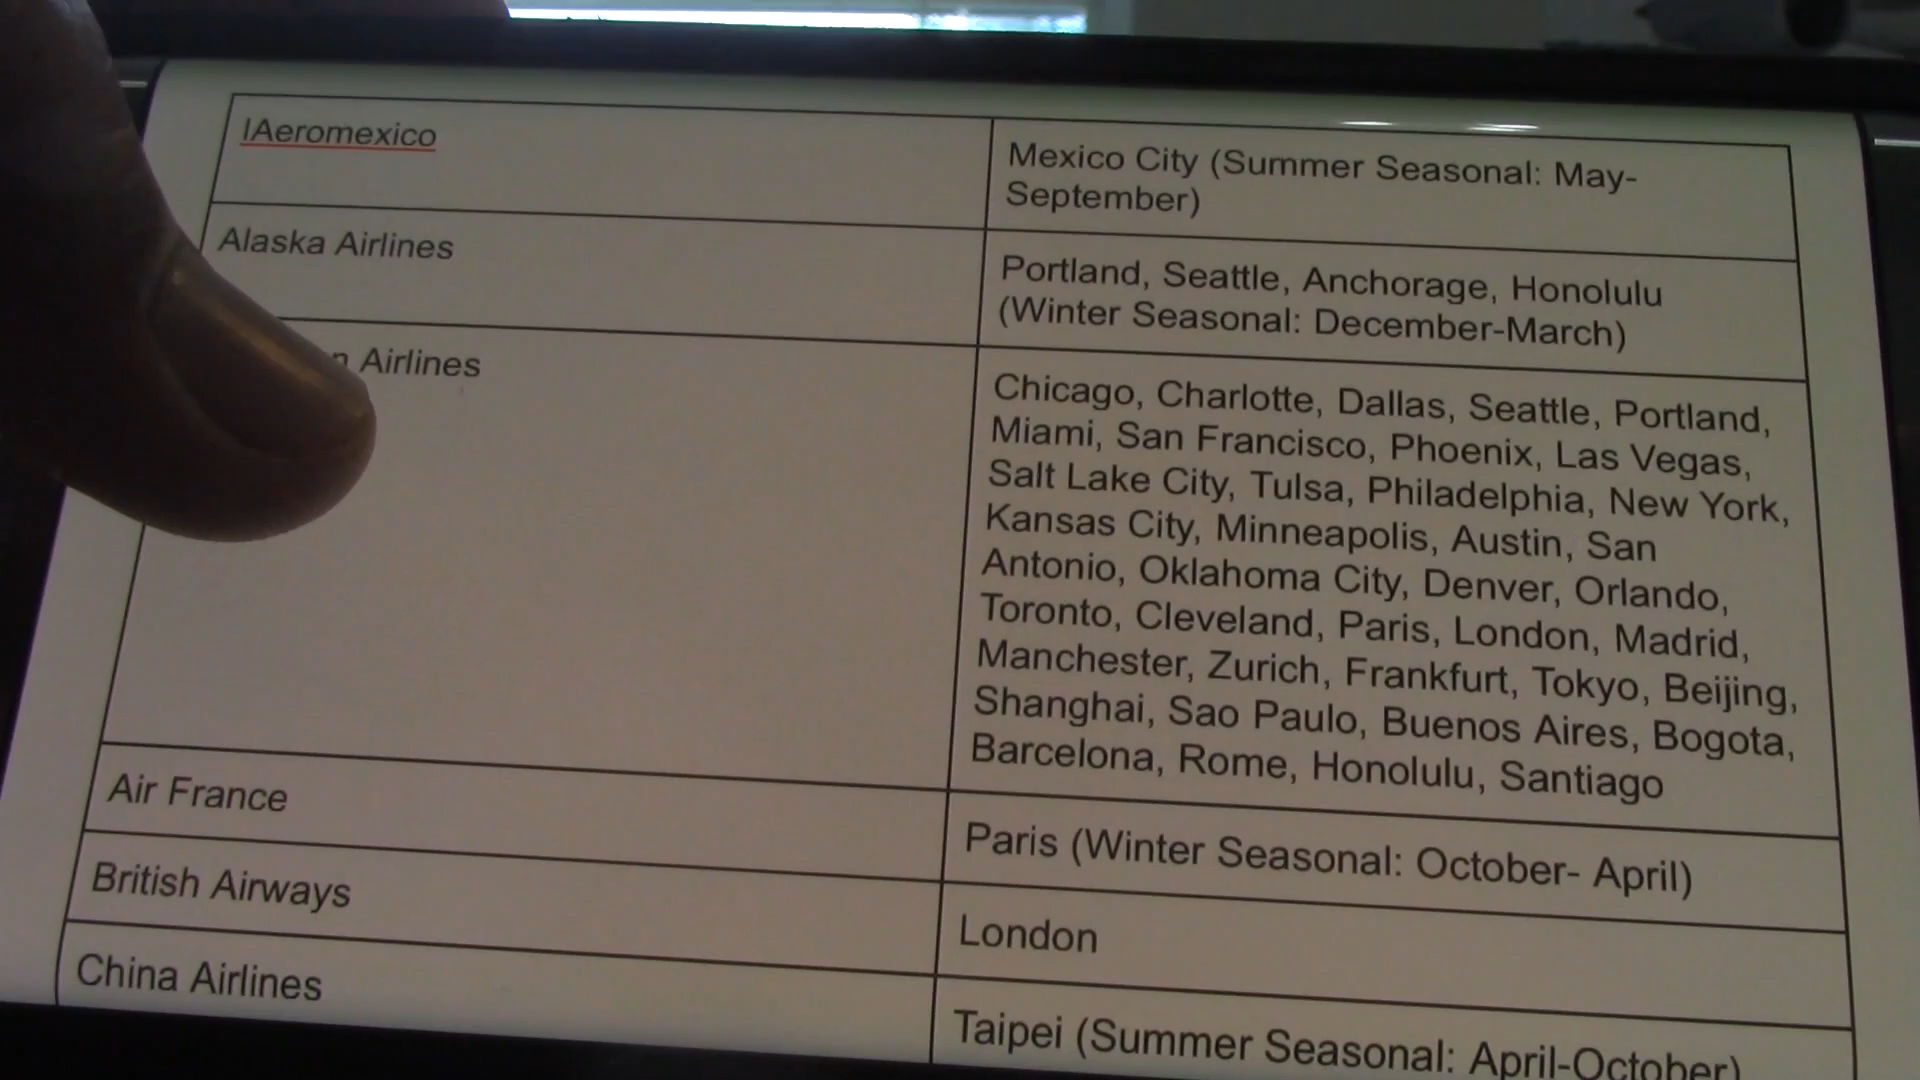 lAeromexico
Mexico City (Summer Seasonal: May-
September)
Alaska Airlines
Portland, Seattle, Anchorage, Honolulu
(Winter Seasonal: December-March)
Airlines
Chicago, Charlotte, Dallas, Seattle, Portland,
Miami, San Francisco, Phoenix, Las Vegas,
Salt Lake City, Tulsa, Philadelphia, New York,
Kansas City, Minneapolis, Austin, San
Antonio, Oklahoma City, Denver, Orlando,
Toronto, Cleveland, Paris, London, Madrid,
Manchester, Zurich, Frankfurt, Tokyo, Beijing,
Shanghai, Sao Paulo, Buenos Aires, Bogota,
Barcelona, Rome, Honolulu, Santiago
Air France
Paris (Winter Seasonal: October- April)
British Airways
London
China Airlines
Taipei (Summer Seasonal: April-October)